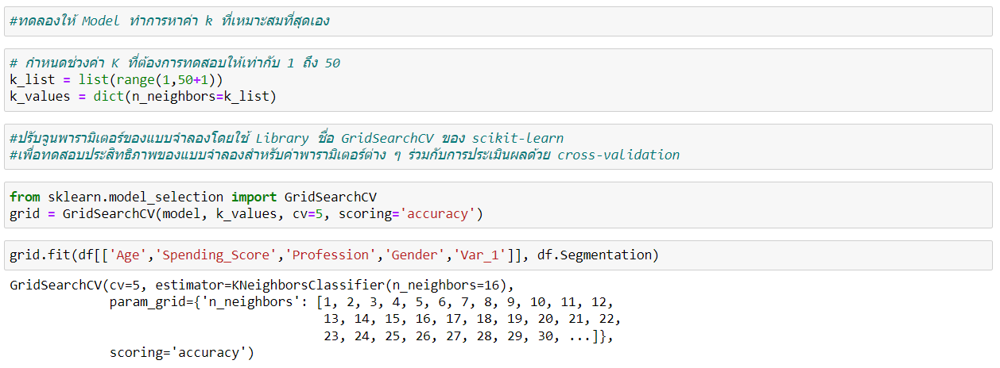 #ทดลองให้ Model ทำการหาค่า k ที่เหมาะสมที่สุดเอง
# กำหนดช่วงค่า K ที่ต้องการทดสอบให้เท่ากับ 1 ถึง 50
k_list = list(range(1,50+1))
k_values = dict(n_neighbors=k_list)
#ปรับจูนพารามิเตอร์ของแบบจำลองโดยใช้ Library ชื่อ GridSearchCV ของ scikit-learn
#เพื่อทดสอบประสิทธิภาพของแบบจำลองสำหรับค่าพารามิเตอร์ต่าง ๆ ร่วมกับการประเมินผลด้วย cross-validation
from sklearn.model_selection import GridSearchCV
grid = GridSearchCV(model, k_values, cv=5, scoring='accuracy')
grid.fit(df[['Age','Spending_Score','Profession','Gender','Var_1']], df.Segmentation)
GridSearchCV(cv=5, estimator=KNeighborsClassifier(n_neighbors=16),
param_grid={'n_neighbors': [1, 2, 3, 4, 5, 6, 7, 8, 9, 10, 11, 12,
13, 14, 15, 16, 17, 18, 19, 20, 21, 22,
23, 24, 25, 26, 27, 28, 29, 30, ...]},
scoring='accuracy')